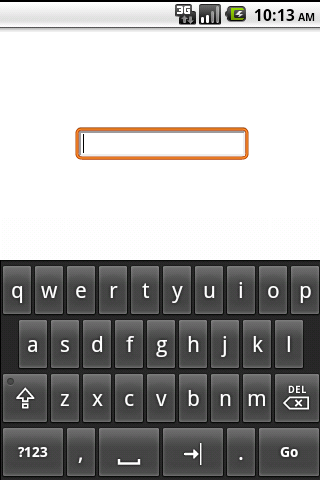 3G 10:13 AM
q w e r t y u i o p
a s d f g h j k l
z x c v b n m DEL
?123 , . Go